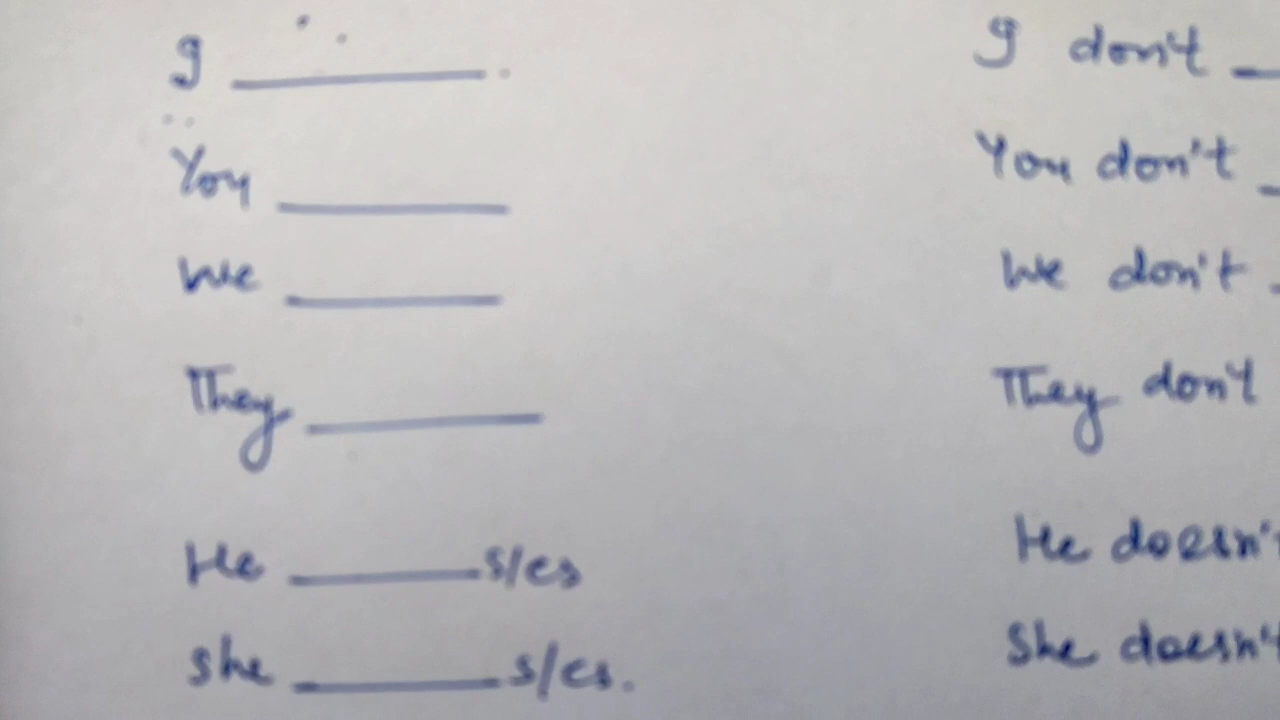 I ________. I don't __
You ________ You don't _
We ________ We don't _
They ________ They don't
He ________s/es He doesn't
She ________s/es. She doesn't